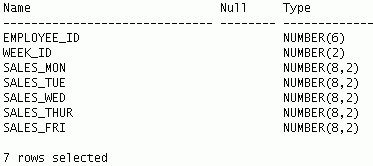 Name Null Type
------------------------------ -------- ------------
EMPLOYEE_ID NUMBER(6)
WEEK_ID NUMBER(2)
SALES_MON NUMBER(8,2)
SALES_TUE NUMBER(8,2)
SALES_WED NUMBER(8,2)
SALES_THUR NUMBER(8,2)
SALES_FRI NUMBER(8,2)
7 rows selected